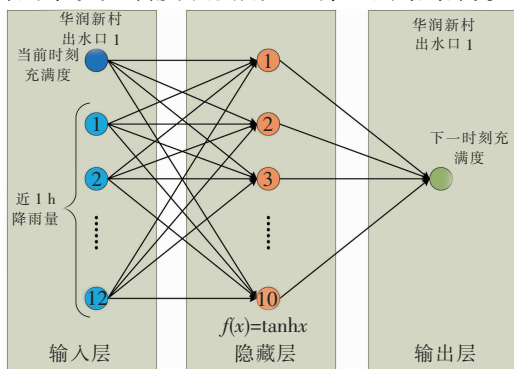 华润新村
出水口 1
当前时刻
充满度
1
2
12
近 1 h
降雨量
输入层
1
2
3
10
f(x)=tanhx
隐藏层
华润新村
出水口 1
下一时刻充
满度
输出层